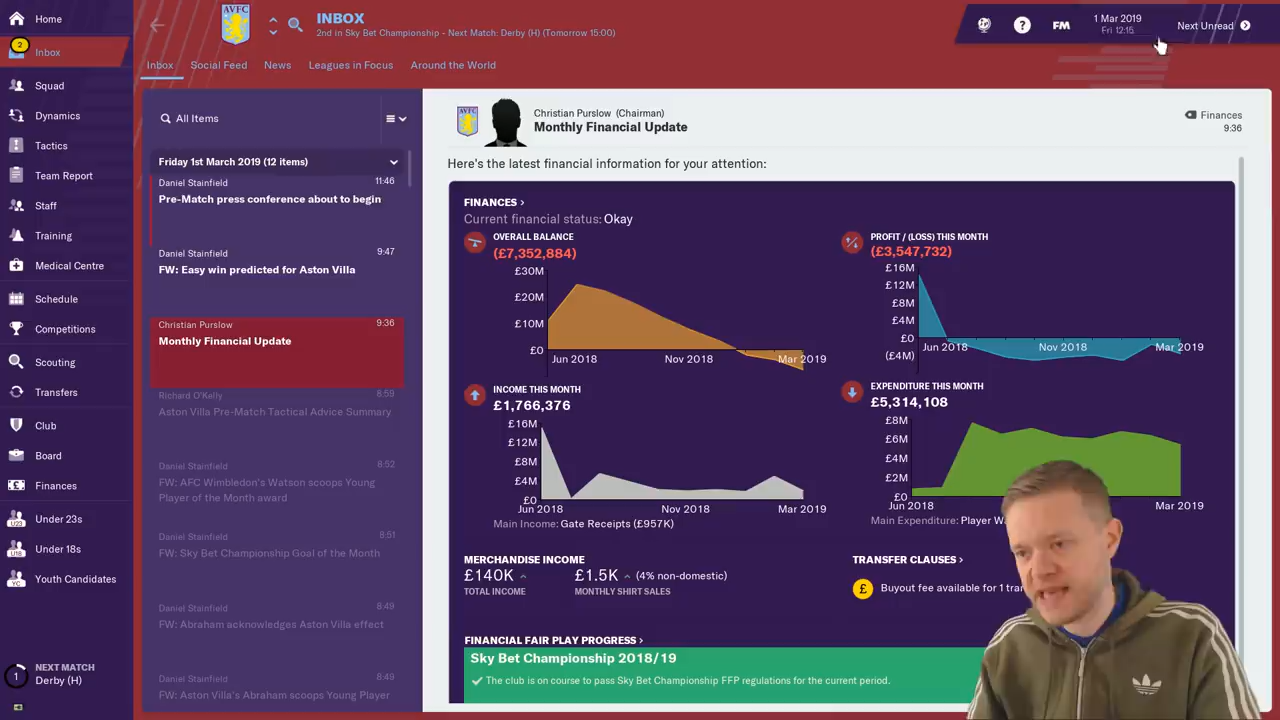 Home
2
Inbox
Squad
Dynamics
Tactics
Team Report
Staff
Training
Medical Centre
Schedule
Competitions
Scouting
Transfers
Club
Board
Finances
U23
Under 23s
U18
Under 18s
YC
Youth Candidates
1
NEXT MATCH
Derby (H)
AVFC
INBOX
2nd in Sky Bet Championship - Next Match: Derby (H) (Tomorrow 15:00)
?
FM
1 Mar 2019
Fri 12:15
Next Unread
Inbox
Social Feed
News
Leagues in Focus
Around the World
All Items
Friday 1st March 2019 (12 items)
Daniel Stainfield
11:46
Pre-Match press conference about to begin
Daniel Stainfield
9:47
FW: Easy win predicted for Aston Villa
Christian Purslow
9:36
Monthly Financial Update
Richard O'Kelly
8:59
Aston Villa Pre-Match Tactical Advice Summary
Daniel Stainfield
8:52
FW: AFC Wimbledon's Watson scoops Young
Player of the Month award
Daniel Stainfield
8:51
FW: Sky Bet Championship Goal of the Month
Daniel Stainfield
8:49
FW: Abraham acknowledges Aston Villa effect
Daniel Stainfield
8:49
FW: Aston Villa's Abraham scoops Young Player
AVFC
Christian Purslow (Chairman)
Monthly Financial Update
Finances
9:36
Here's the latest financial information for your attention:
FINANCES >
Current financial status: Okay
OVERALL BALANCE
(£7,352,884)
£30M
£20M
£10M
£0
Jun 2018
Nov 2018
Mar 2019
PROFIT / (LOSS) THIS MONTH
(£3,547,732)
£16M
£12M
£8M
£4M
£0
(£4M)
Jun 2018
Nov 2018
Mar 2019
INCOME THIS MONTH
£1,766,376
£16M
£12M
£8M
£4M
£0
Jun 2018
Nov 2018
Mar 2019
Main Income: Gate Receipts (£957K)
EXPENDITURE THIS MONTH
£5,314,108
£8M
£6M
£4M
£2M
£0
Jun 2018
Mar 2019
Main Expenditure: Player
MERCHANDISE INCOME
£140K
TOTAL INCOME
£1.5K
(4% non-domestic)
MONTHLY SHIRT SALES
TRANSFER CLAUSES >
£
Buyout fee available for 1
FINANCIAL FAIR PLAY PROGRESS >
Sky Bet Championship 2018/19
The club is on course to pass Sky Bet Championship FFP regulations for the current period.